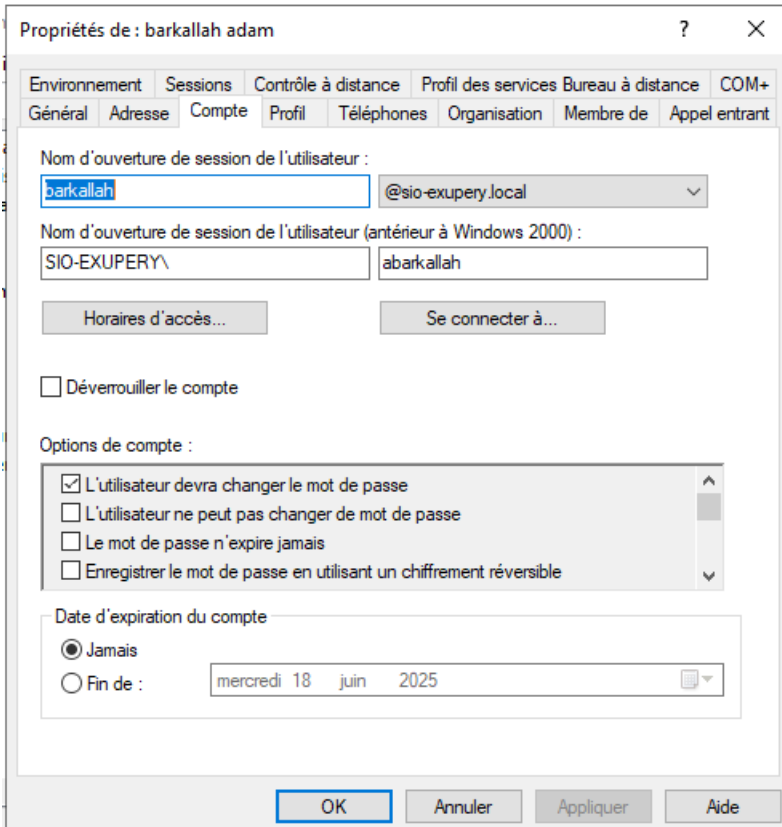 Propriétés de : barkallah adam ? X
Environnement Sessions Contrôle à distance Profil des services Bureau à distance COM+
Général Adresse Compte Profil Téléphones Organisation Membre de Appel entrant
Nom d'ouverture de session de l'utilisateur :
barkallah @sio-exupery.local
Nom d'ouverture de session de l'utilisateur (antérieur à Windows 2000) :
SIO-EXUPERY\ abarkallah
Horaires d'accès... Se connecter à...
Déverrouiller le compte
Options de compte :
L'utilisateur devra changer le mot de passe
L'utilisateur ne peut pas changer de mot de passe
Le mot de passe n'expire jamais
Enregistrer le mot de passe en utilisant un chiffrement réversible
Date d'expiration du compte
Jamais
Fin de : mercredi 18 juin 2025
OK Annuler Appliquer Aide